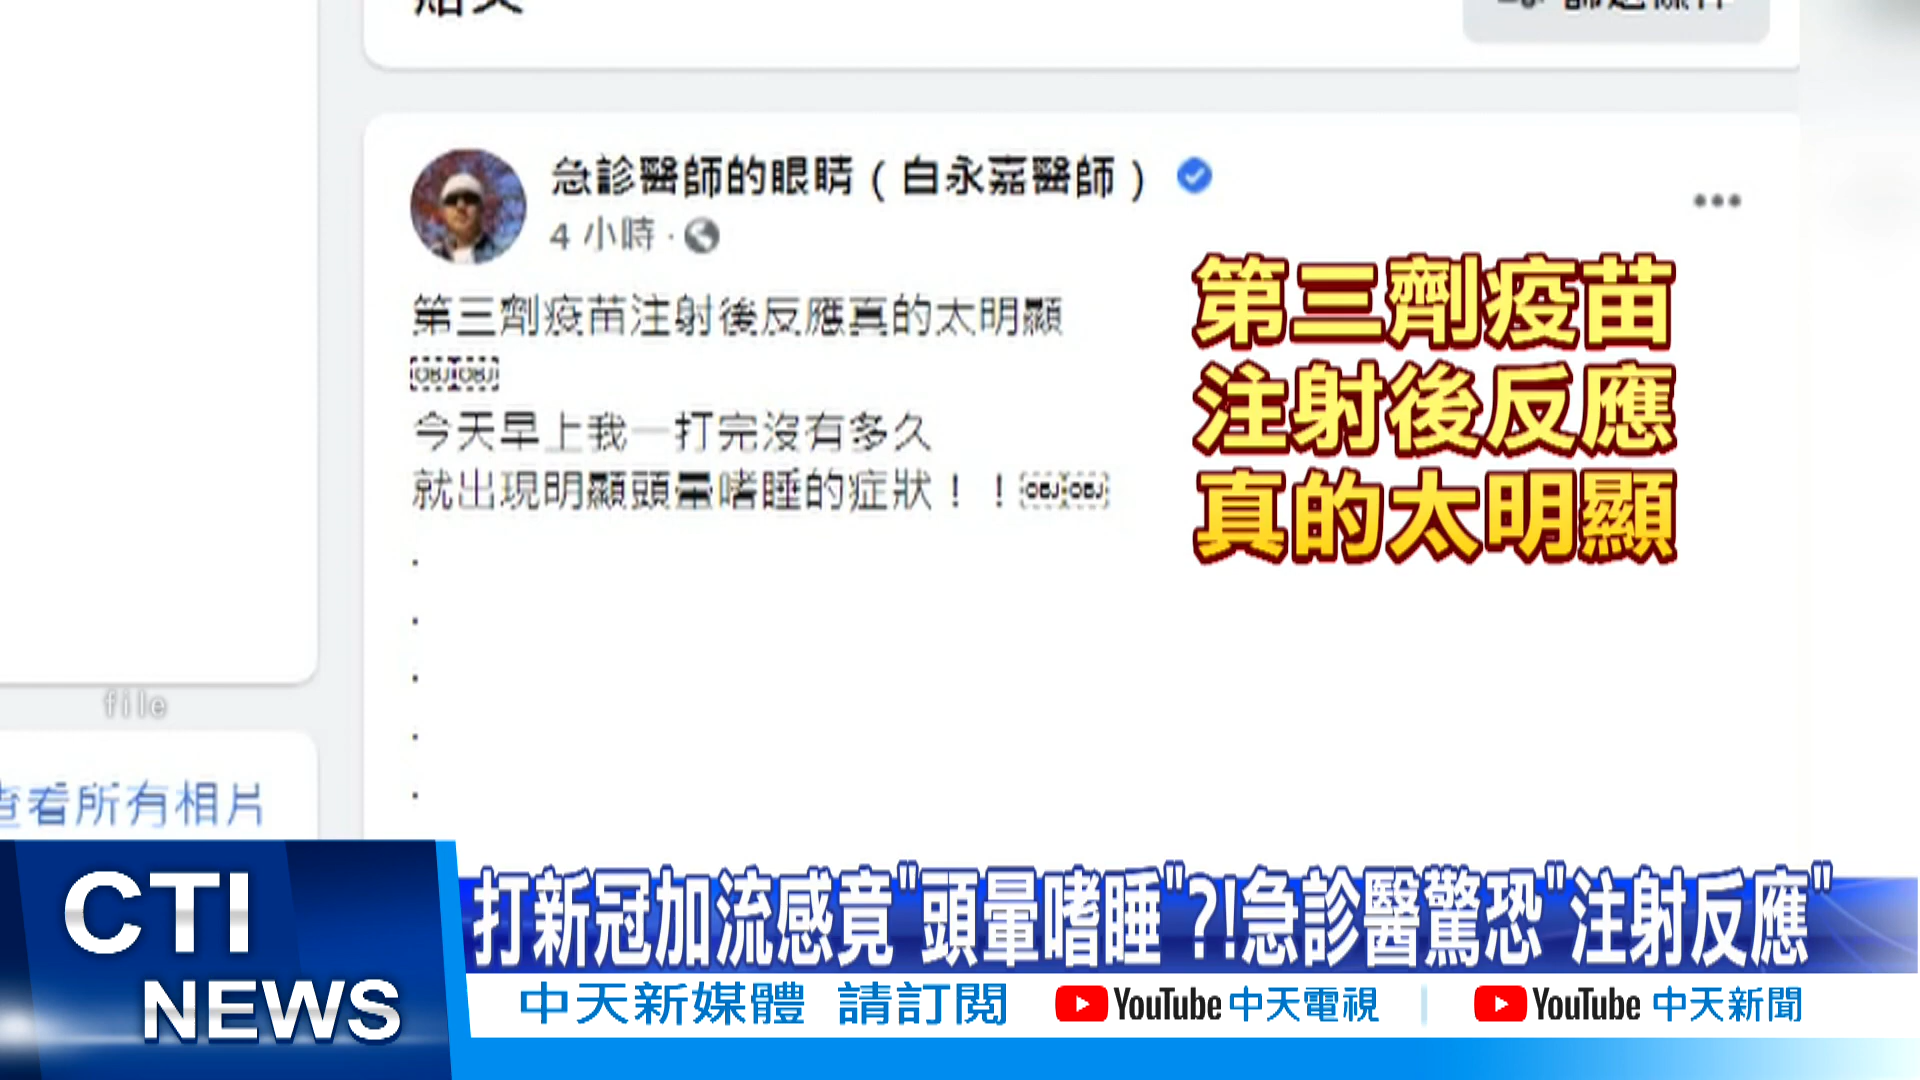 急診醫師的眼睛（白永嘉醫師）
4 小時 ·
第三劑疫苗注射後反應真的太明顯
OBJ OBJ
今天早上我一打完沒有多久
就出現明顯頭暈嗜睡的症狀！！OBJ OBJ
.
.
.
.
.
第三劑疫苗
注射後反應
真的太明顯
file
查看所有相片
CTI
NEWS
打新冠加流感竟"頭暈嗜睡"?!急診醫驚恐"注射反應"
中天新媒體 請訂閱 YouTube 中天電視 | YouTube 中天新聞